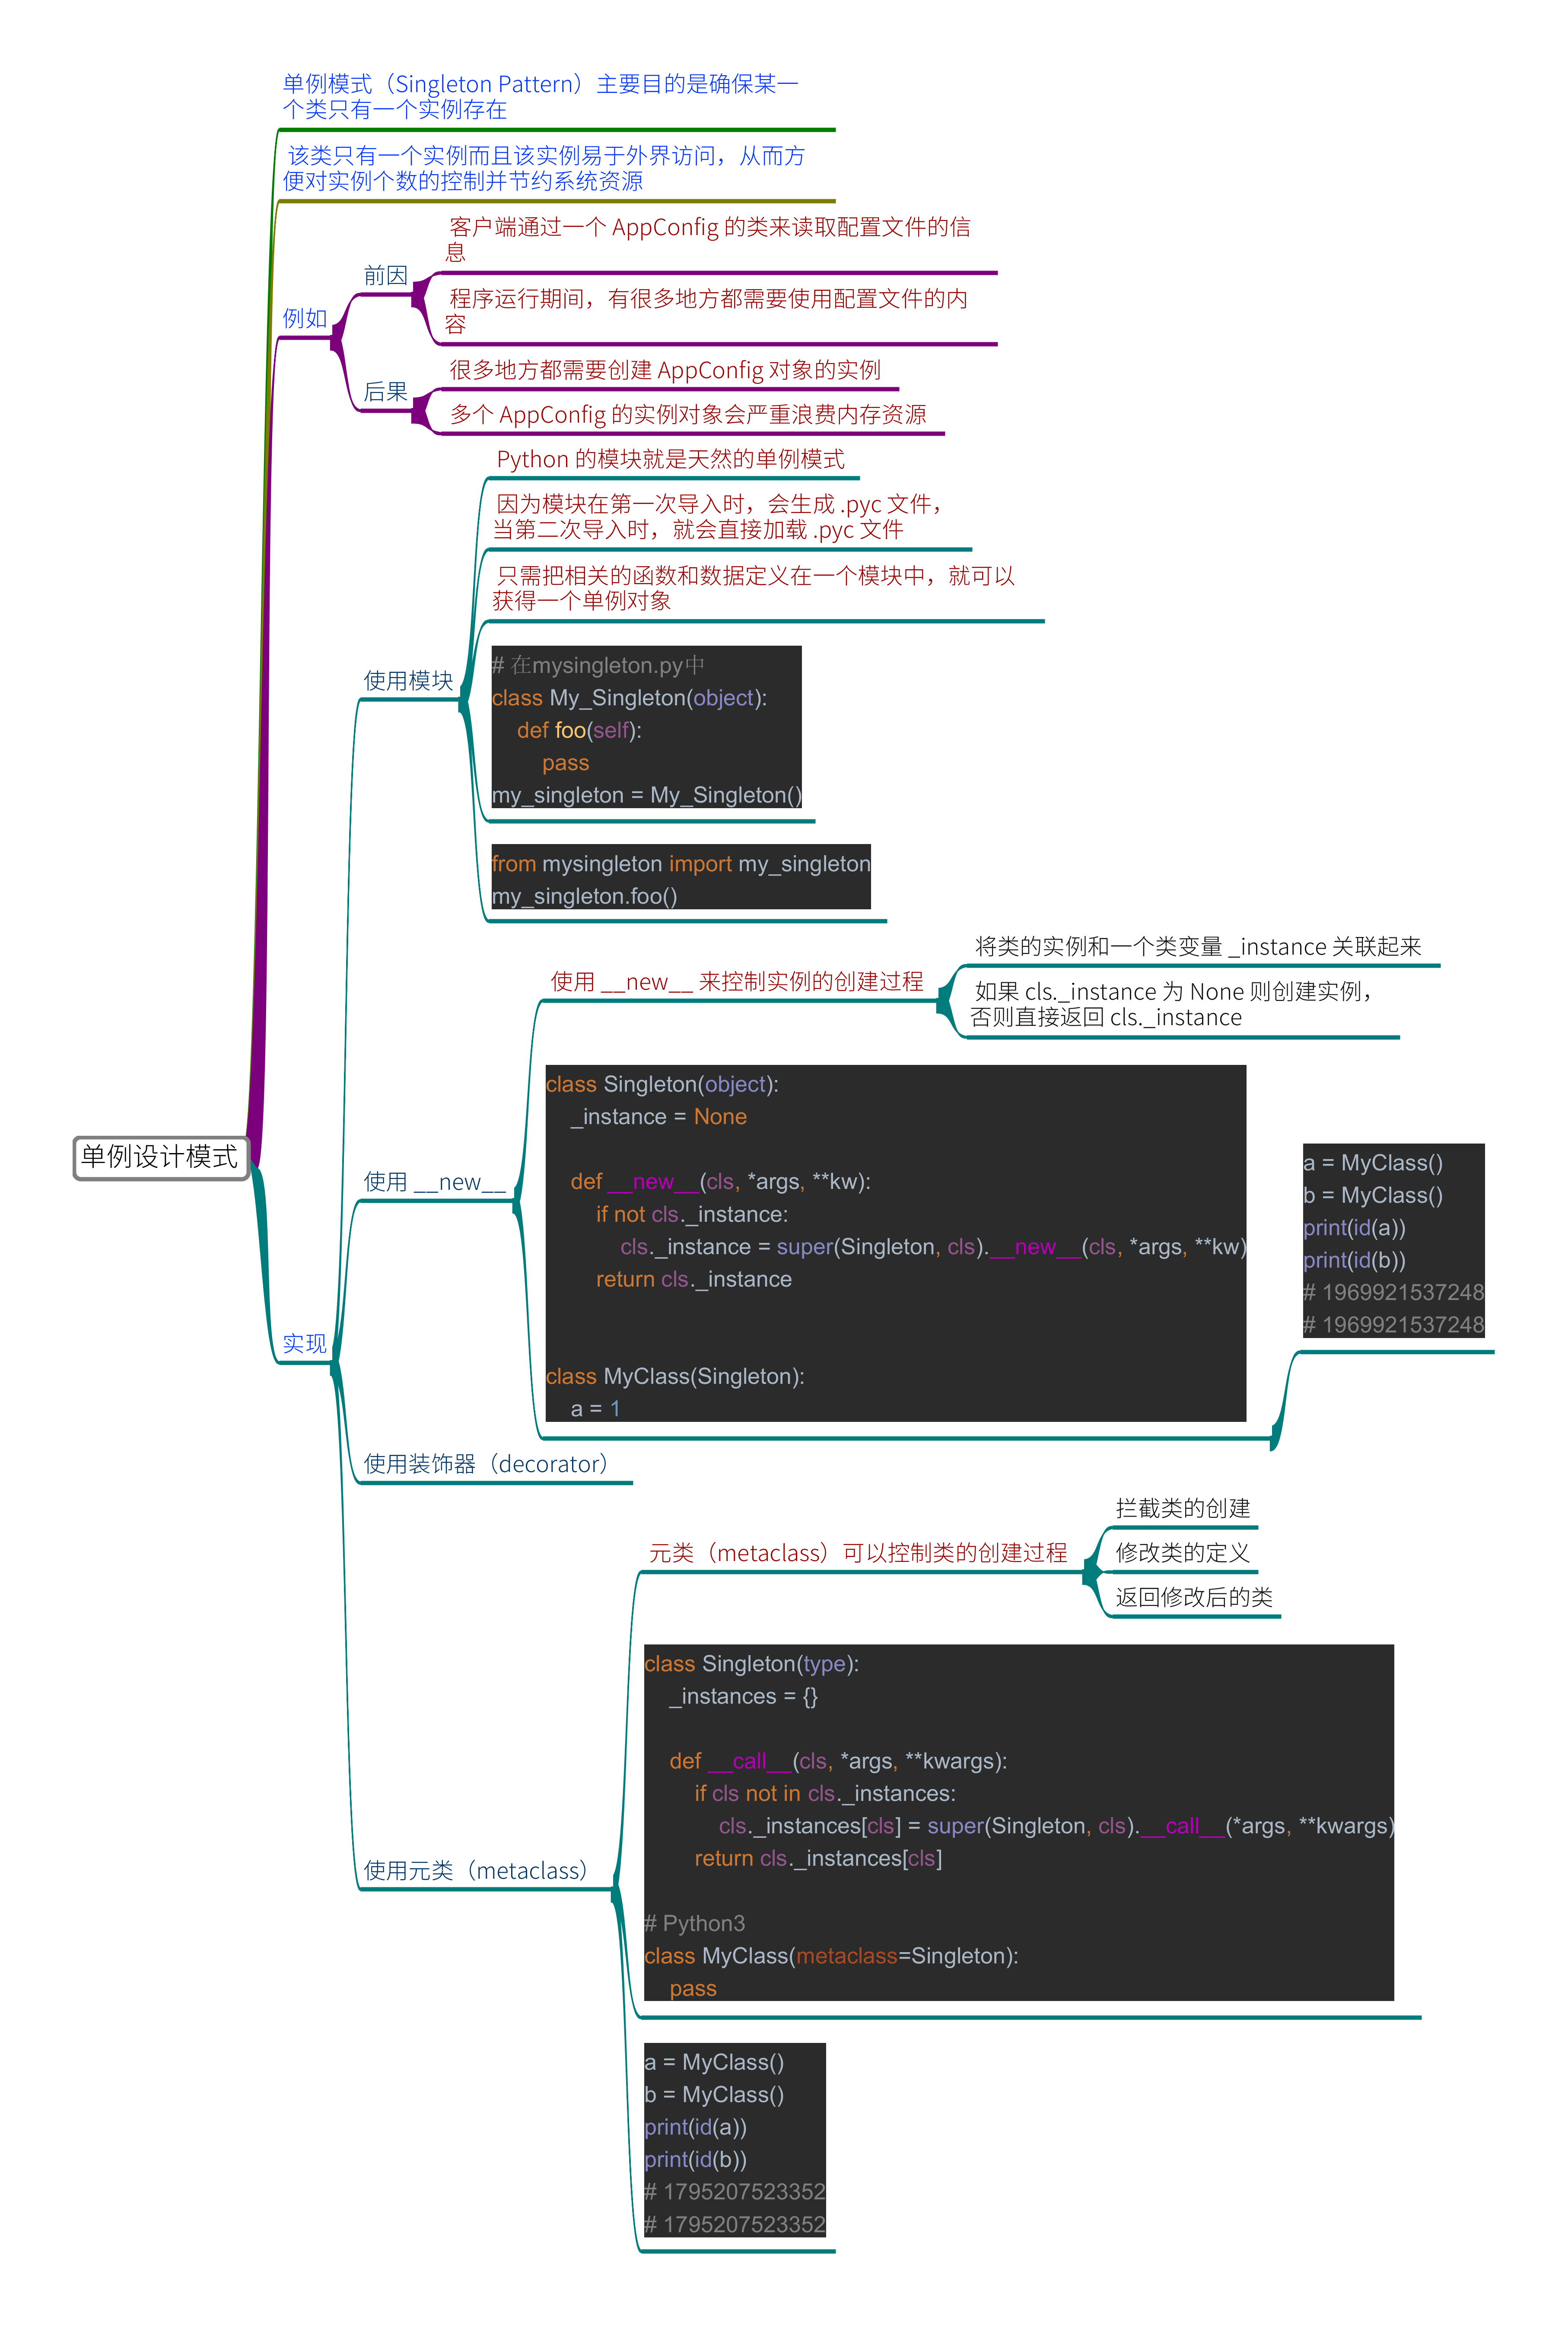 单例模式（Singleton Pattern）主要目的是确保某一
个类只有一个实例存在
该类只有一个实例而且该实例易于外界访问，从而方
便对实例个数的控制并节约系统资源
例如
前因
客户端通过一个 AppConfig 的类来读取配置文件的信
息
程序运行期间，有很多地方都需要使用配置文件的内
容
后果
很多地方都需要创建 AppConfig 对象的实例
多个 AppConfig 的实例对象会严重浪费内存资源
单例设计模式
实现
使用模块
Python 的模块就是天然的单例模式
因为模块在第一次导入时，会生成 .pyc 文件，
当第二次导入时，就会直接加载 .pyc 文件
只需把相关的函数和数据定义在一个模块中，就可以
获得一个单例对象
# 在mysingleton.py中
class My_Singleton(object):
    def foo(self):
        pass
my_singleton = My_Singleton()
from mysingleton import my_singleton
my_singleton.foo()
使用 __new__
使用 __new__ 来控制实例的创建过程
将类的实例和一个类变量 _instance 关联起来
如果 cls._instance 为 None 则创建实例，
否则直接返回 cls._instance
class Singleton(object):
    _instance = None
    def __new__(cls, *args, **kw):
        if not cls._instance:
            cls._instance = super(Singleton, cls).__new__(cls, *args, **kw)
        return cls._instance
class MyClass(Singleton):
    a = 1
a = MyClass()
b = MyClass()
print(id(a))
print(id(b))
# 1969921537248
# 1969921537248
使用装饰器（decorator）
使用元类（metaclass）
元类（metaclass）可以控制类的创建过程
拦截类的创建
修改类的定义
返回修改后的类
class Singleton(type):
    _instances = {}
    def __call__(cls, *args, **kwargs):
        if cls not in cls._instances:
            cls._instances[cls] = super(Singleton, cls).__call__(*args, **kwargs)
        return cls._instances[cls]
# Python3
class MyClass(metaclass=Singleton):
    pass
a = MyClass()
b = MyClass()
print(id(a))
print(id(b))
# 1795207523352
# 1795207523352